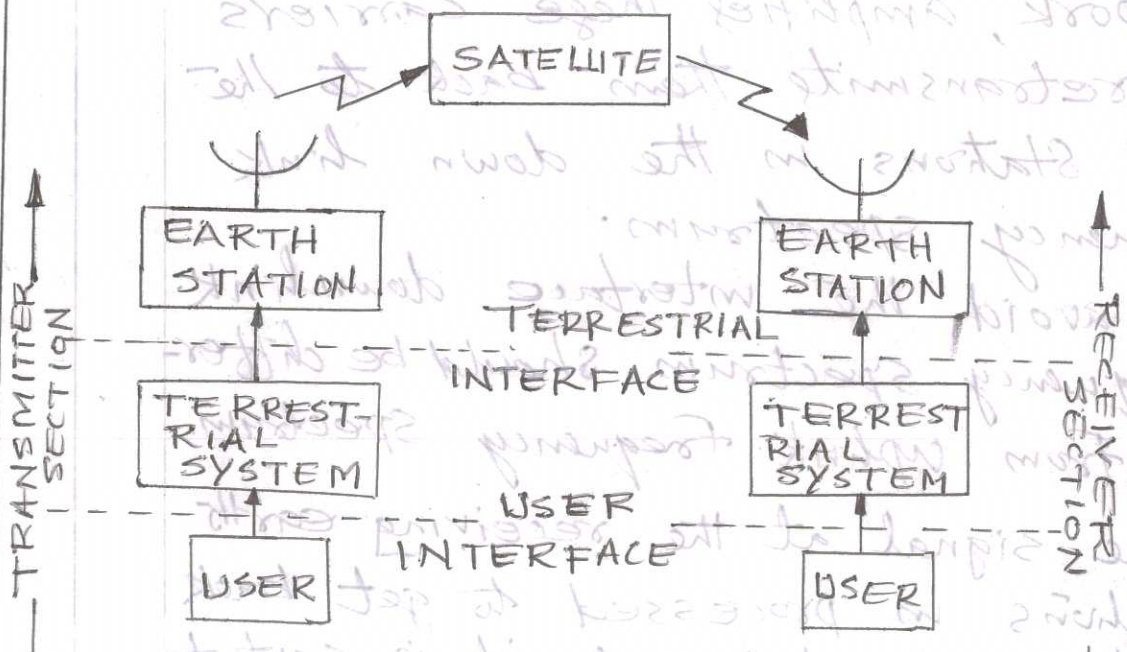 SATELLITE
EARTH
STATION
EARTH
STATION
TERRESTRIAL
INTERFACE
TERREST-
RIAL
SYSTEM
TERREST
RIAL
SYSTEM
USER
INTERFACE
USER
USER
TRANSMITTER
SECTION
RECEIVER
SECTION